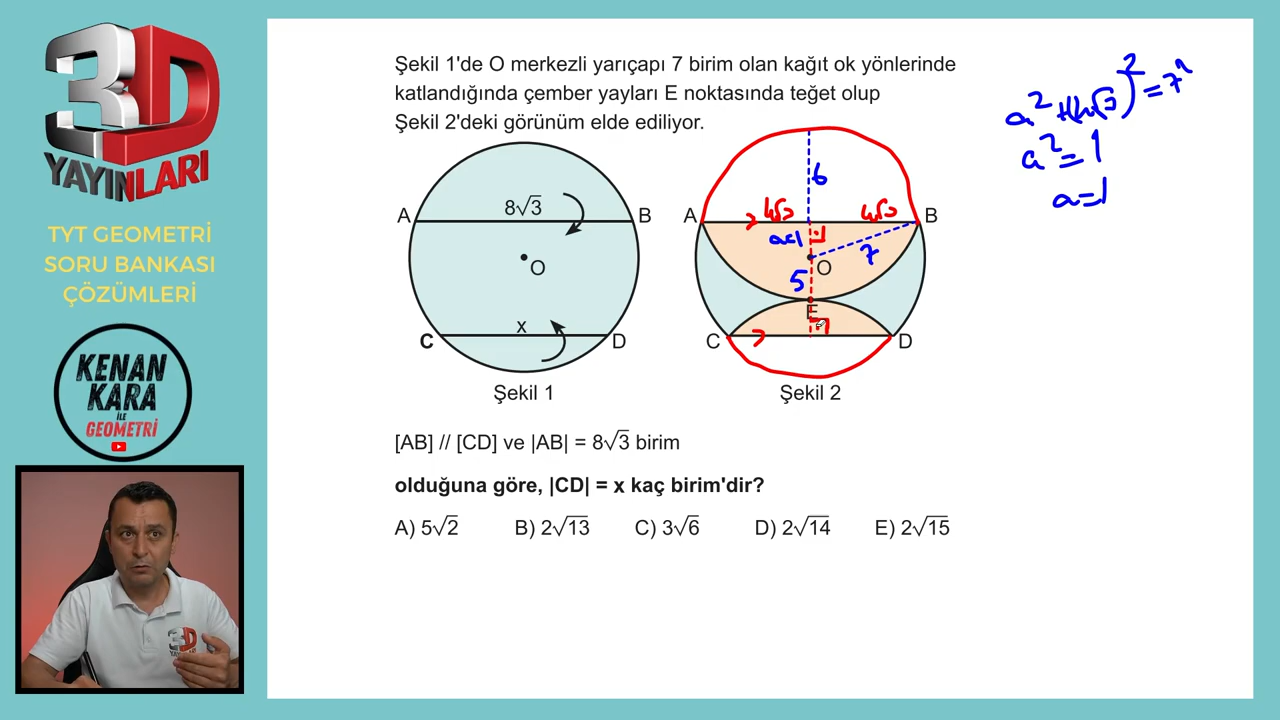 3D
YAYINLARI
TYT GEOMETRİ
SORU BANKASI
ÇÖZÜMLERİ
KENAN
KARA
İLE
GEOMETRİ
3D
Şekil 1'de O merkezli yarıçapı 7 birim olan kağıt ok yönlerinde
katlandığında çember yayları E noktasında teğet olup
Şekil 2'deki görünüm elde ediliyor.
A 8√3 B
O
C x D
Şekil 1
6
A 4√3 4√3 B
a=1
O 7
5
E
C D
Şekil 2
a² + (4√3)² = 7²
a² = 1
a = 1
[AB] // [CD] ve |AB| = 8√3 birim
olduğuna göre, |CD| = x kaç birim'dir?
A) 5√2 B) 2√13 C) 3√6 D) 2√14 E) 2√15